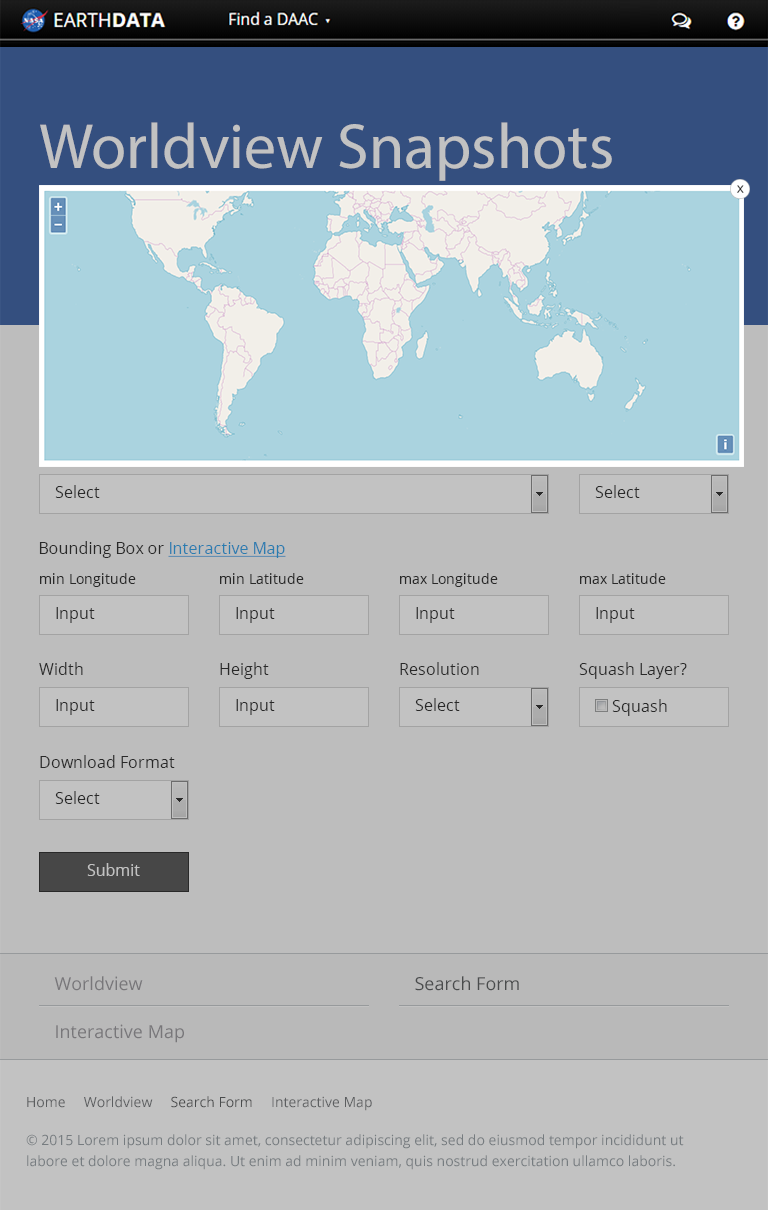 NASA EARTHDATA Find a DAAC
?
Worldview Snapshots
X
+
−
i
Select Select
Bounding Box or Interactive Map
min Longitude min Latitude max Longitude max Latitude
Input Input Input Input
Width Height Resolution Squash Layer?
Input Input Select Squash
Download Format
Select
Submit
Worldview Search Form
Interactive Map
Home Worldview Search Form Interactive Map
© 2015 Lorem ipsum dolor sit amet, consectetur adipiscing elit, sed do eiusmod tempor incididunt ut
labore et dolore magna aliqua. Ut enim ad minim veniam, quis nostrud exercitation ullamco laboris.